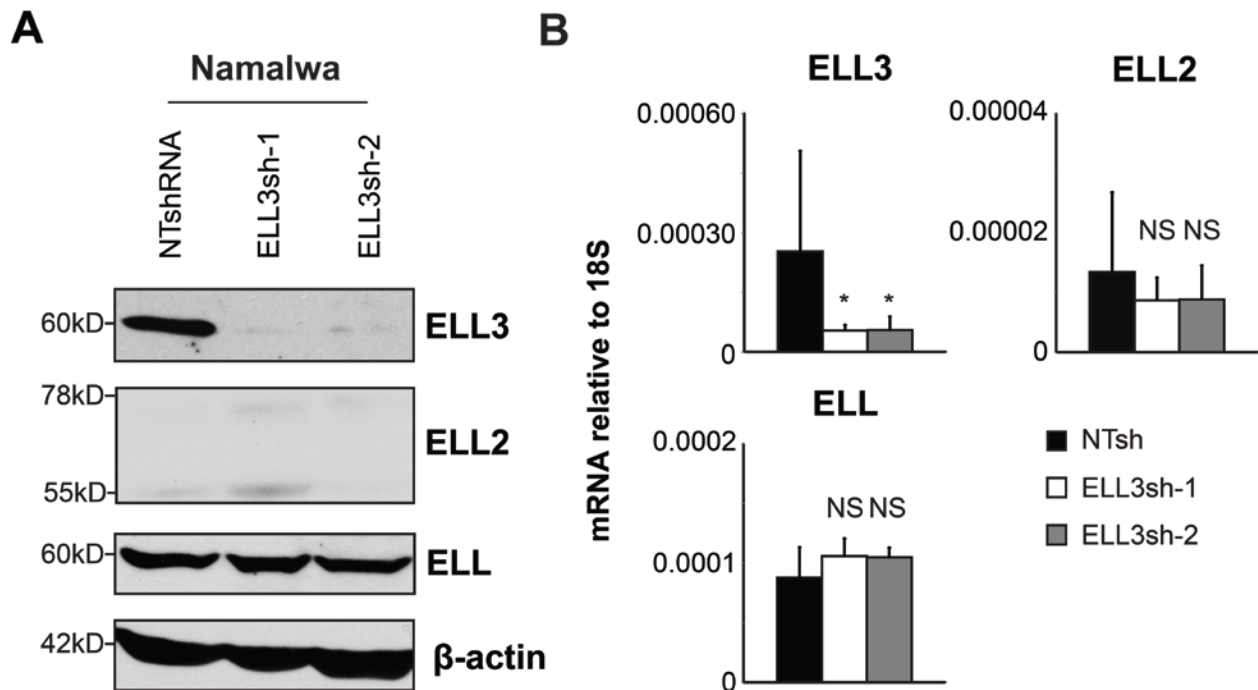 A
Namalwa
NTshRNA
ELL3sh-1
ELL3sh-2
60kD
ELL3
78kD
ELL2
55kD
60kD
ELL
42kD
β-actin
B
mRNA relative to 18S
ELL3
0.00060
0.00030
0
* *
ELL2
0.00004
0.00002
0
NS NS
ELL
0.0002
0.0001
0
NS NS
NTsh
ELL3sh-1
ELL3sh-2